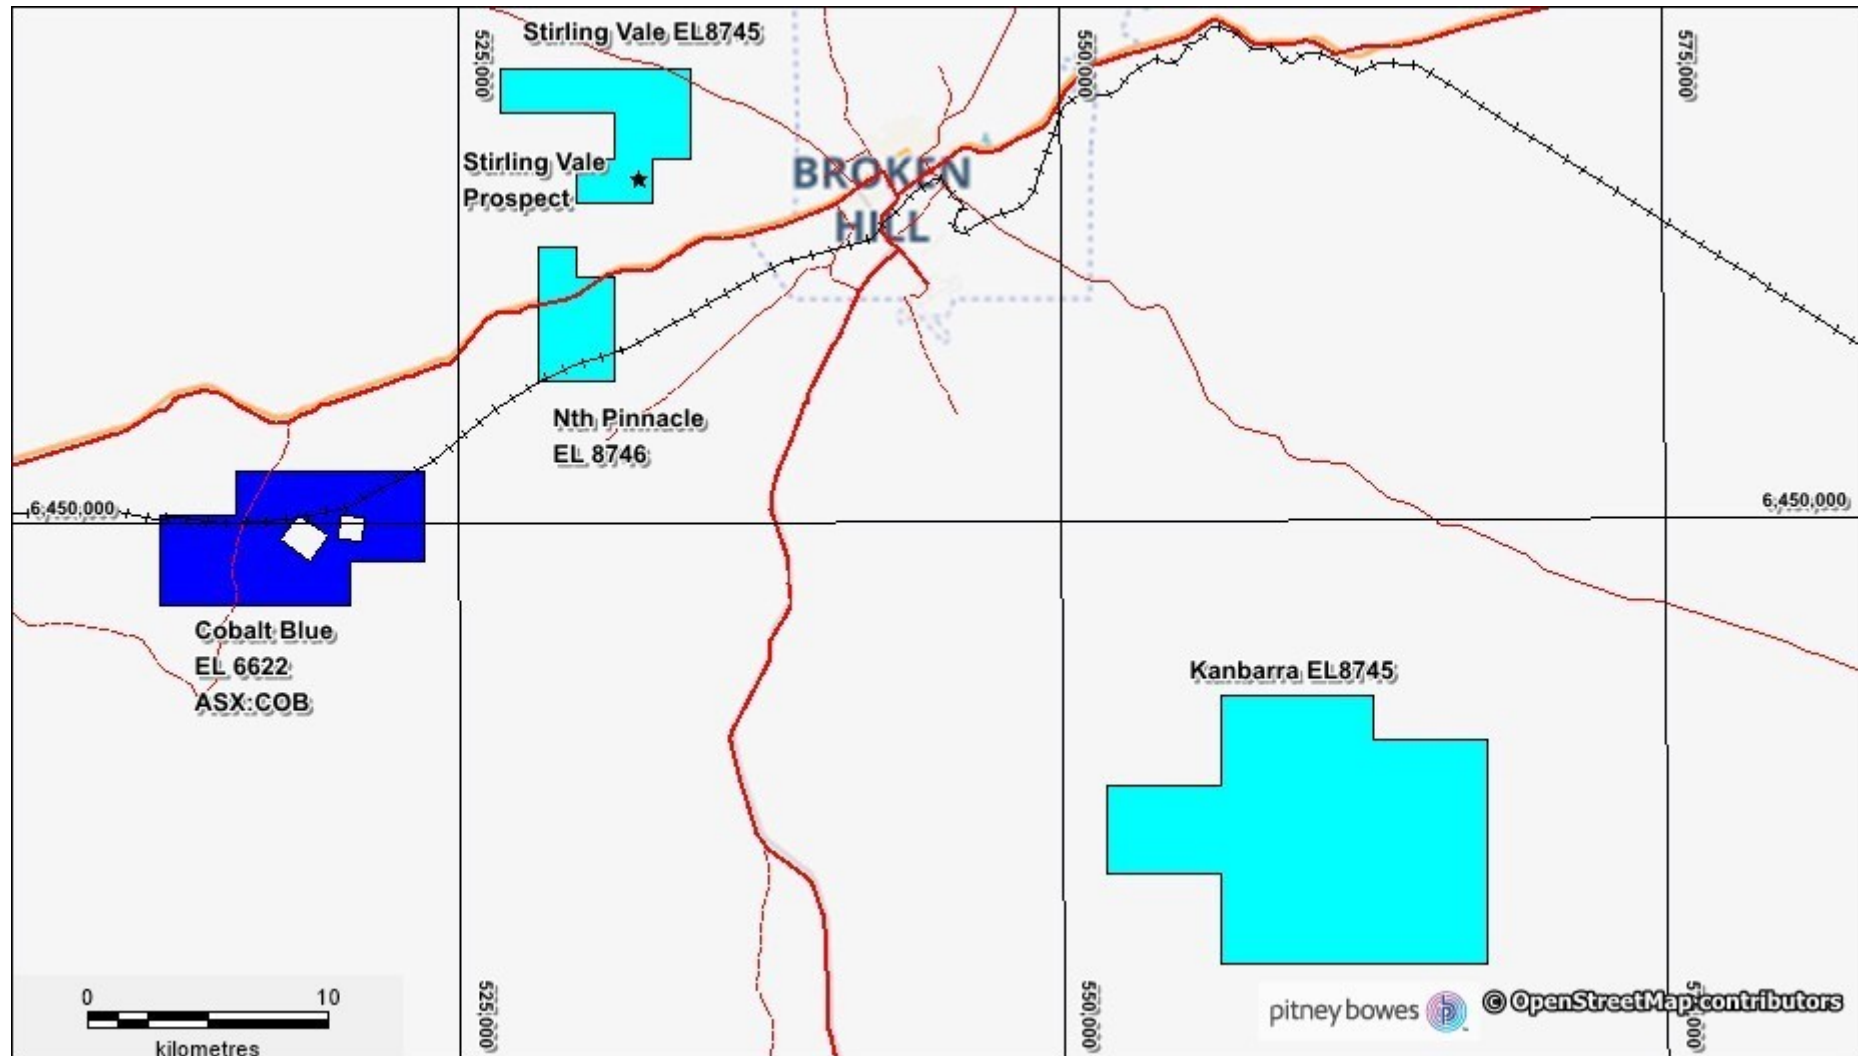 Stirling Vale EL8745
525,000
550,000
575,000
Stirling Vale
Prospect
BROKEN
HILL
Nth Pinnacle
EL 8746
6,450,000
6,450,000
Cobalt Blue
EL 6622
ASX:COB
Kanbarra EL8745
0 10
kilometres
525,000
550,000
pitney bowes
© OpenStreetMap contributors